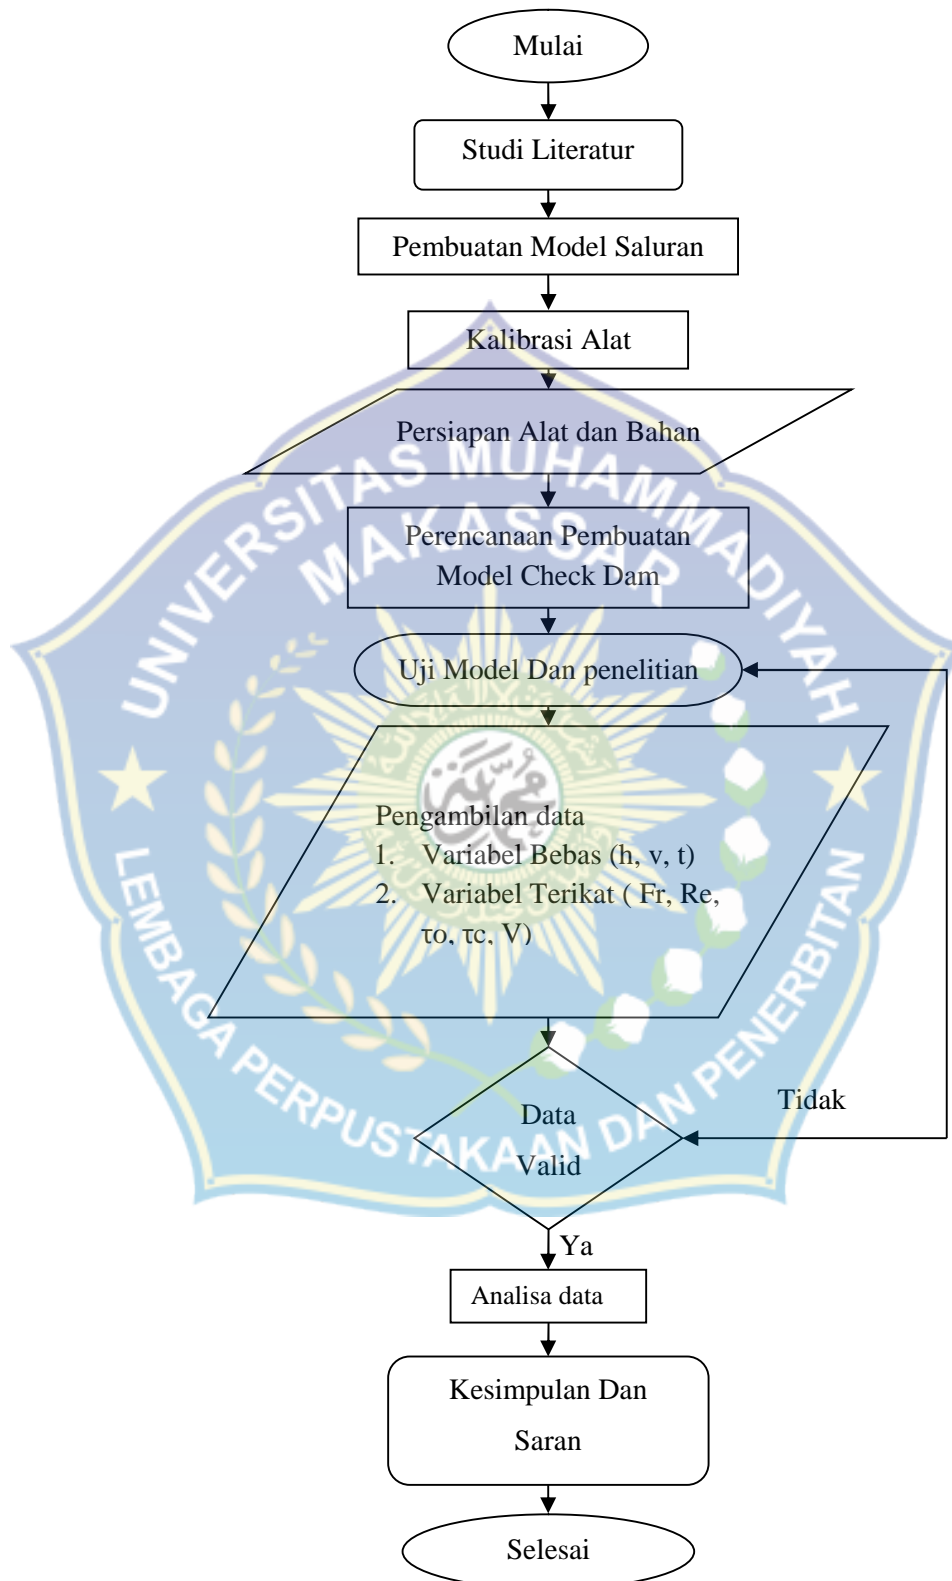 Mulai
Studi Literatur
Pembuatan Model Saluran
Kalibrasi Alat
Persiapan Alat dan Bahan
Perencanaan Pembuatan
Model Check Dam
Uji Model Dan penelitian
Pengambilan data
1. Variabel Bebas (h, v, t)
2. Variabel Terikat ( Fr, Re,
τo, τc, V)
Data
Valid
Tidak
Ya
Analisa data
Kesimpulan Dan
Saran
Selesai
UNIVERSITAS MUHAMMADIYAH
MAKASSAR
LEMBAGA PERPUSTAKAAN DAN PENERBITAN